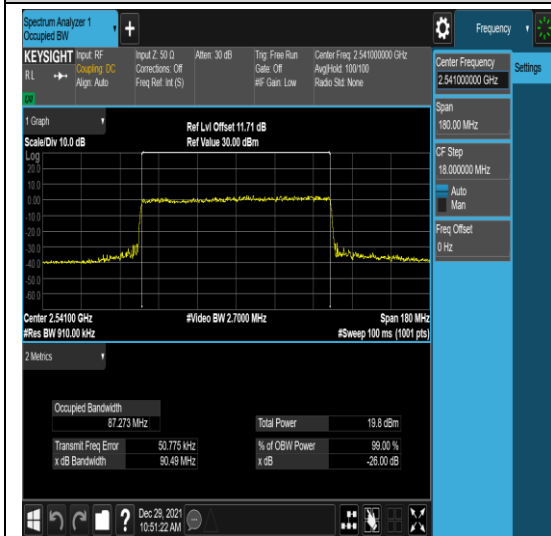 Spectrum Analyzer 1
Occupied BW
Frequency
KEYSIGHT
RL
Input: RF
Coupling: DC
Align: Auto
Input Z: 50 Ω
Corrections: Off
Freq Ref: Int (S)
Atten: 30 dB
Trig: Free Run
Gate: Off
#IF Gain: Low
Center Freq: 2.541000000 GHz
Avg|Hold: 100/100
Radio Std: None
Center Frequency
2.541000000 GHz
Settings
Span
180.00 MHz
CF Step
18.000000 MHz
Auto
Man
Freq Offset
0 Hz
1 Graph
Scale/Div 10.0 dB
Ref Lvl Offset 11.71 dB
Ref Value 30.00 dBm
Log
20.0
10.0
0.00
-10.0
-20.0
-30.0
-40.0
-50.0
-60.0
Center 2.54100 GHz
#Video BW 2.7000 MHz
Span 180 MHz
#Res BW 910.00 kHz
#Sweep 100 ms (1001 pts)
2 Metrics
Occupied Bandwidth
87.273 MHz
Total Power 19.8 dBm
Transmit Freq Error 50.775 kHz
% of OBW Power 99.00 %
x dB Bandwidth 90.49 MHz
x dB -26.00 dB
?
Dec 29, 2021
10:51:22 AM